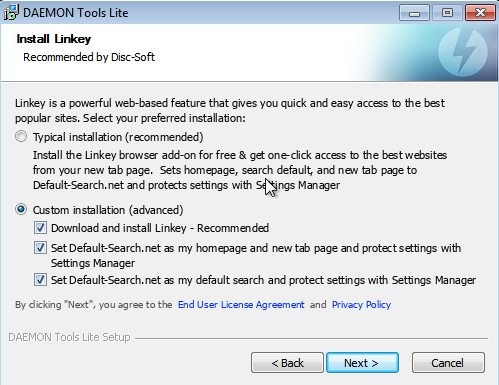 DAEMON Tools Lite
Install Linkey
Recommended by Disc-Soft
Linkey is a powerful web-based feature that gives you quick and easy access to the best
popular sites. Select your preferred installation:
Typical installation (recommended)
Install the Linkey browser add-on for free & get one-click access to the best websites
from your new tab page.  Sets homepage, search default, and new tab page to
Default-Search.net and protects settings with Settings Manager
Custom installation (advanced)
Download and install Linkey - Recommended
Set Default-Search.net as my homepage and new tab page and protect settings with
Settings Manager
Set Default-Search.net as my default search and protect settings with Settings Manager
By clicking "Next", you agree to the End User License Agreement and Privacy Policy
DAEMON Tools Lite Setup
< Back Next > Cancel